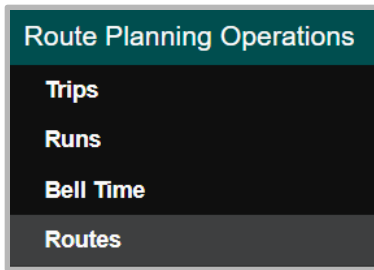 Route Planning Operations
Trips
Runs
Bell Time
Routes